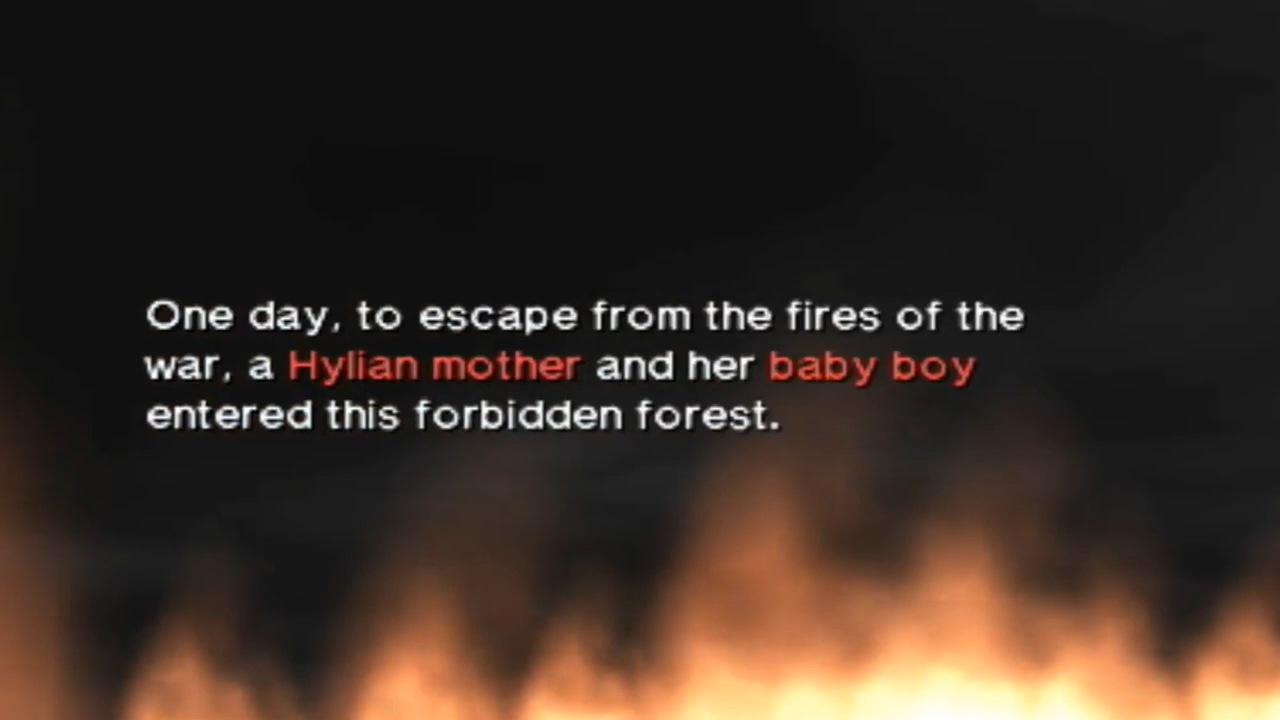 One day, to escape from the fires of the
war, a Hylian mother and her baby boy
entered this forbidden forest.